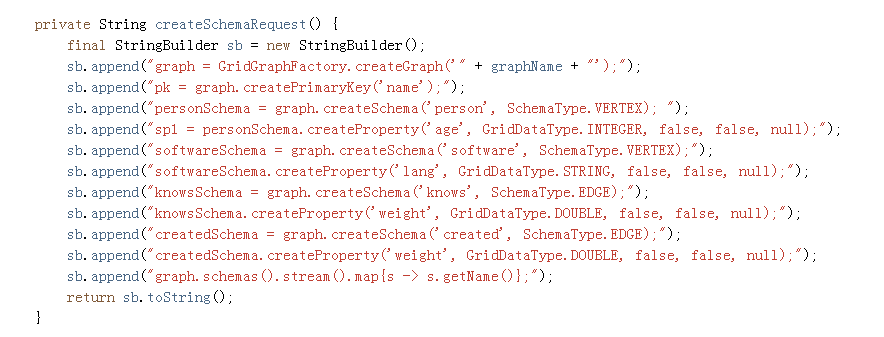 private String createSchemaRequest() {
    final StringBuilder sb = new StringBuilder();
    sb.append("graph = GridGraphFactory.createGraph('" + graphName + "');");
    sb.append("pk = graph.createPrimaryKey('name');");
    sb.append("personSchema = graph.createSchema('person', SchemaType.VERTEX); ");
    sb.append("sp1 = personSchema.createProperty('age', GridDataType.INTEGER, false, false, null);");
    sb.append("softwareSchema = graph.createSchema('software', SchemaType.VERTEX);");
    sb.append("softwareSchema.createProperty('lang', GridDataType.STRING, false, false, null);");
    sb.append("knowsSchema = graph.createSchema('knows', SchemaType.EDGE);");
    sb.append("knowsSchema.createProperty('weight', GridDataType.DOUBLE, false, false, null);");
    sb.append("createdSchema = graph.createSchema('created', SchemaType.EDGE);");
    sb.append("createdSchema.createProperty('weight', GridDataType.DOUBLE, false, false, null);");
    sb.append("graph.schemas().stream().map{s -> s.getName()};");
    return sb.toString();
}